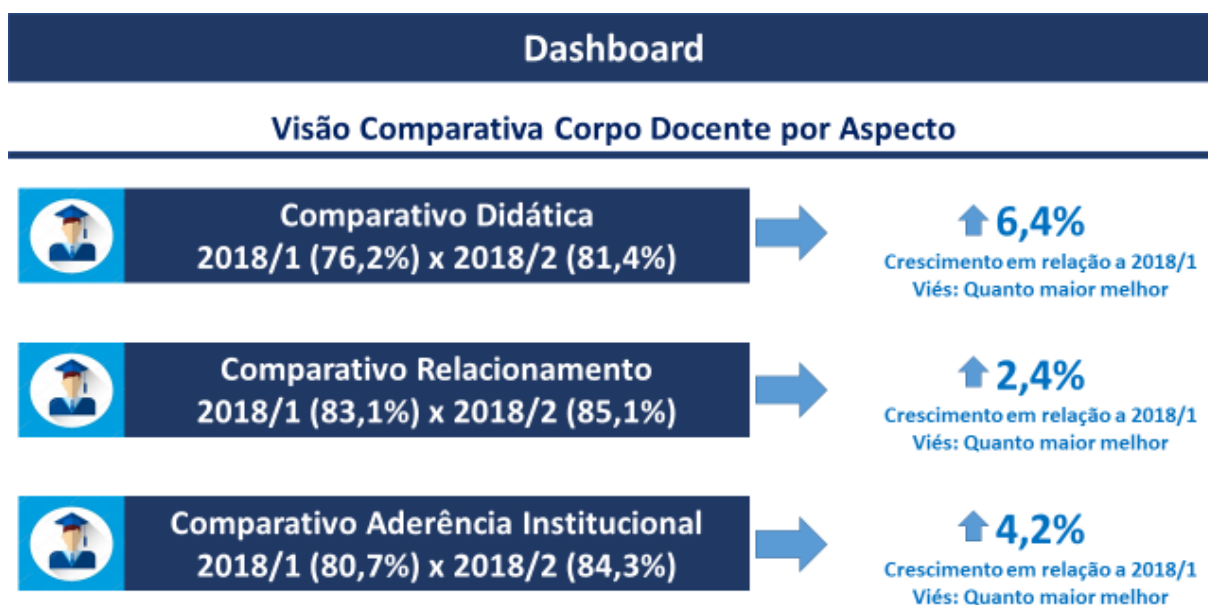 Dashboard
Visão Comparativa Corpo Docente por Aspecto
Comparativo Didática
2018/1 (76,2%) x 2018/2 (81,4%)
6,4%
Crescimento em relação a 2018/1
Viés: Quanto maior melhor
Comparativo Relacionamento
2018/1 (83,1%) x 2018/2 (85,1%)
2,4%
Crescimento em relação a 2018/1
Viés: Quanto maior melhor
Comparativo Aderência Institucional
2018/1 (80,7%) x 2018/2 (84,3%)
4,2%
Crescimento em relação a 2018/1
Viés: Quanto maior melhor